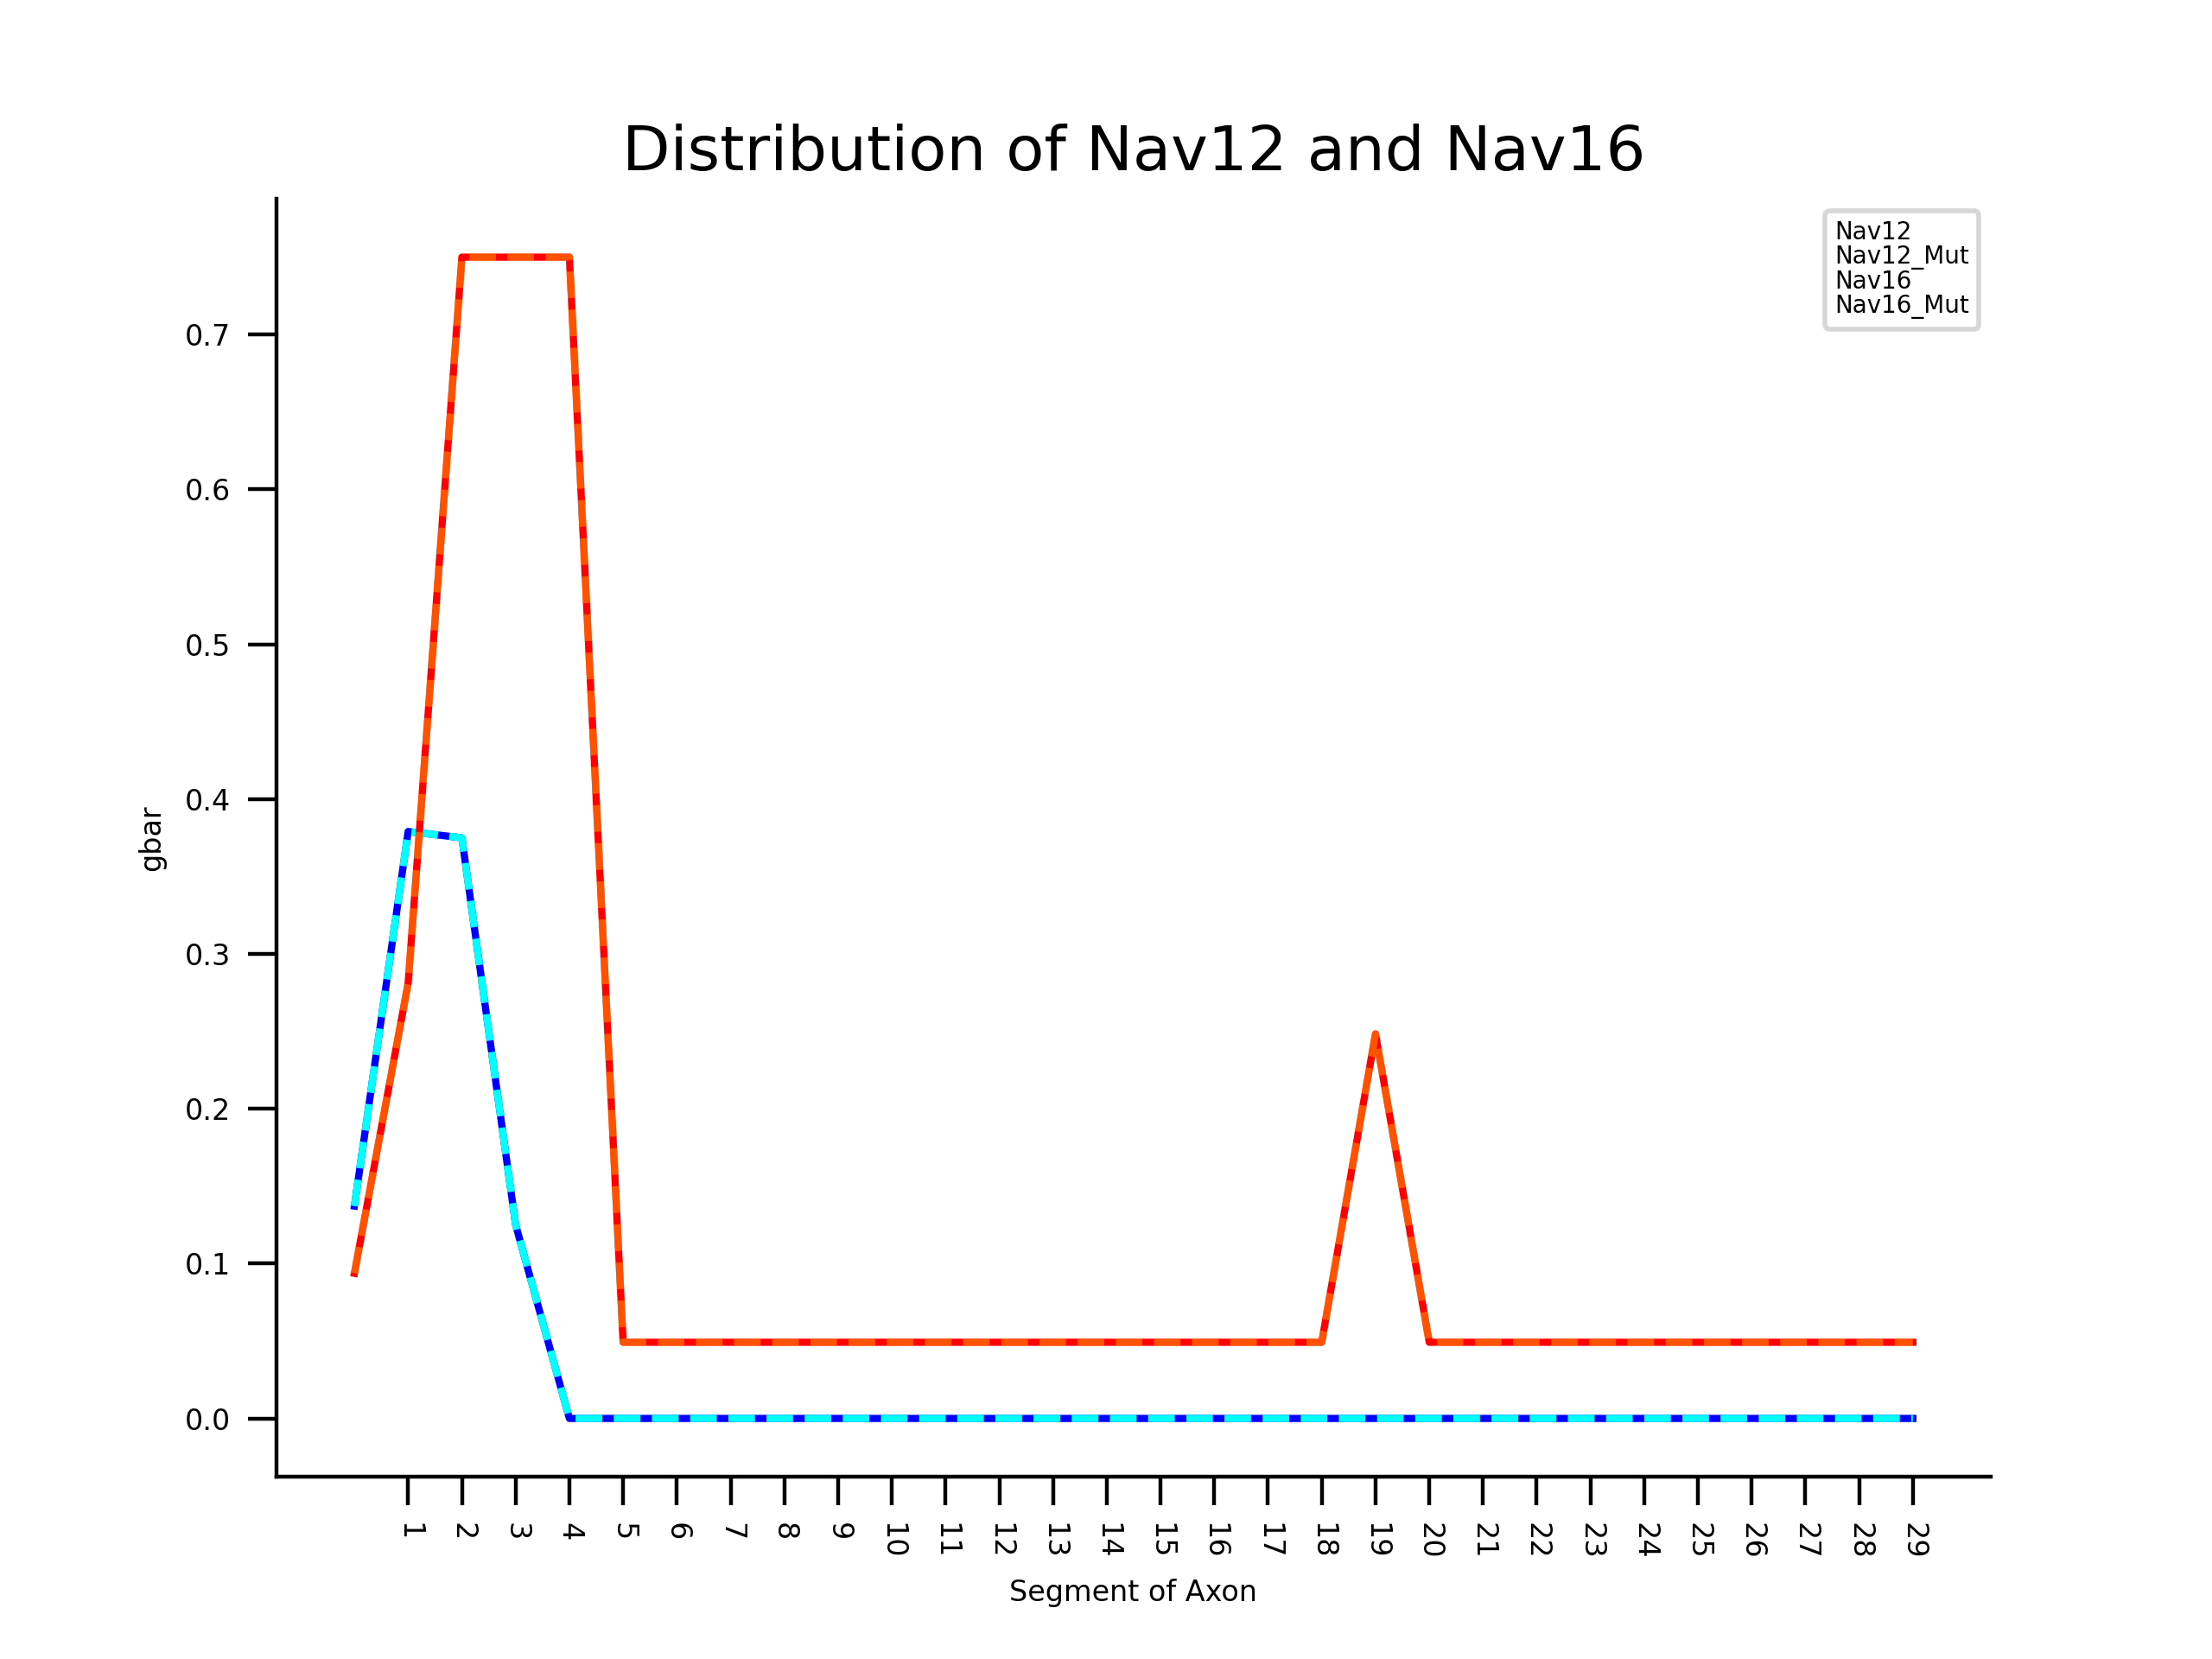 Distribution of Nav12 and Nav16
Nav12
Nav12_Mut
Nav16
Nav16_Mut
0.7
0.6
0.5
0.4
0.3
0.2
0.1
0.0
gbar
1 2 3 4 5 6 7 8 9 10 11 12 13 14 15 16 17 18 19 20 21 22 23 24 25 26 27 28 29
Segment of Axon